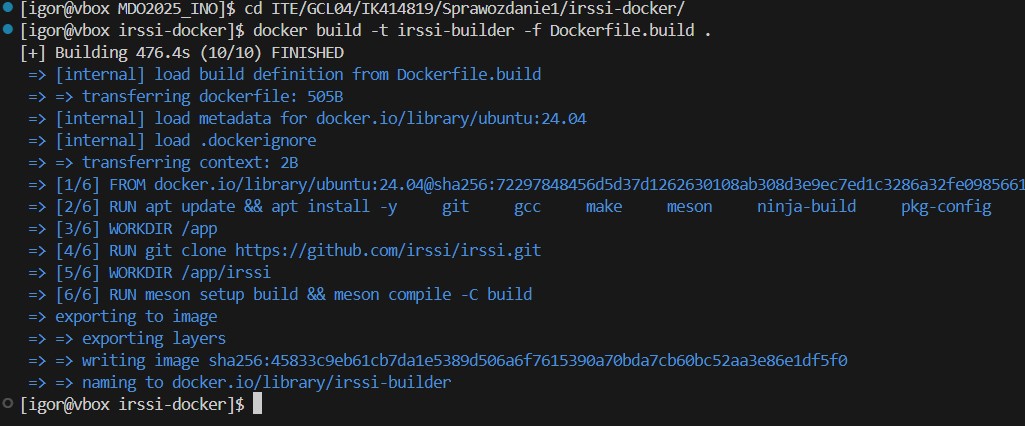 [igor@vbox MDO2025_INO]$ cd ITE/GCL04/IK414819/Sprawozdanie1/irssi-docker/
[igor@vbox irssi-docker]$ docker build -t irssi-builder -f Dockerfile.build .
[+] Building 476.4s (10/10) FINISHED
=> [internal] load build definition from Dockerfile.build
=> => transferring dockerfile: 505B
=> [internal] load metadata for docker.io/library/ubuntu:24.04
=> [internal] load .dockerignore
=> => transferring context: 2B
=> [1/6] FROM docker.io/library/ubuntu:24.04@sha256:72297848456d5d37d1262630108ab308d3e9ec7ed1c3286a32fe0985661
=> [2/6] RUN apt update && apt install -y     git     gcc     make     meson     ninja-build     pkg-config
=> [3/6] WORKDIR /app
=> [4/6] RUN git clone https://github.com/irssi/irssi.git
=> [5/6] WORKDIR /app/irssi
=> [6/6] RUN meson setup build && meson compile -C build
=> exporting to image
=> => exporting layers
=> => writing image sha256:45833c9eb61cb7da1e5389d506a6f7615390a70bda7cb60bc52aa3e86e1df5f0
=> => naming to docker.io/library/irssi-builder
[igor@vbox irssi-docker]$